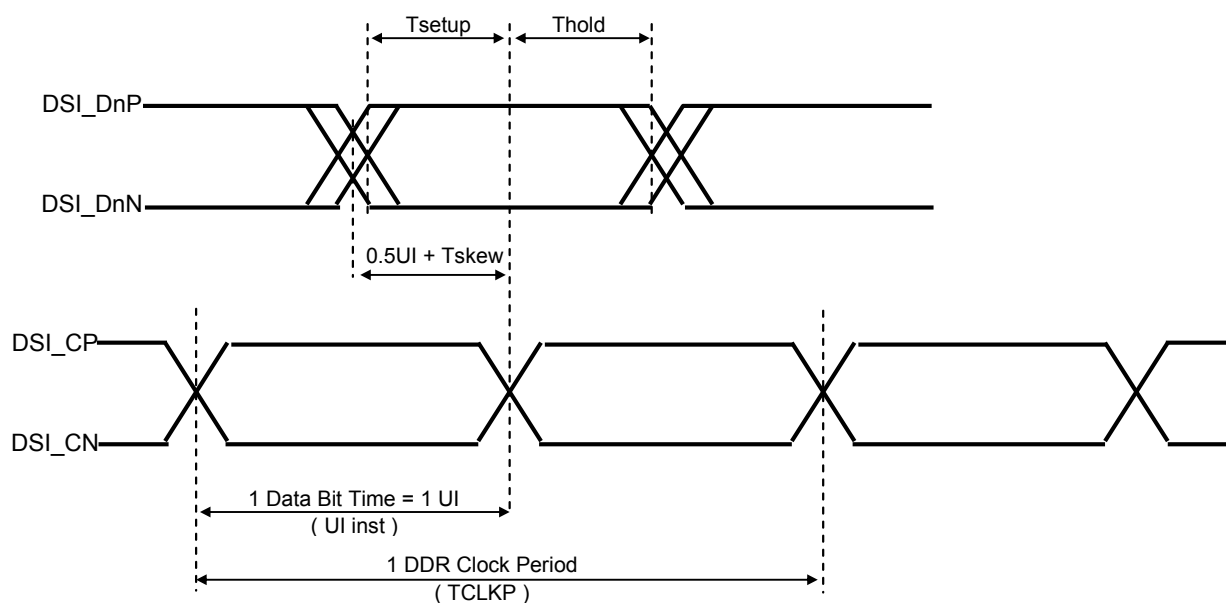 Tsetup
Thold
DSI_DnP
DSI_DnN
0.5UI + Tskew
DSI_CP
DSI_CN
1 Data Bit Time = 1 UI
( UI inst )
1 DDR Clock Period
( TCLKP )